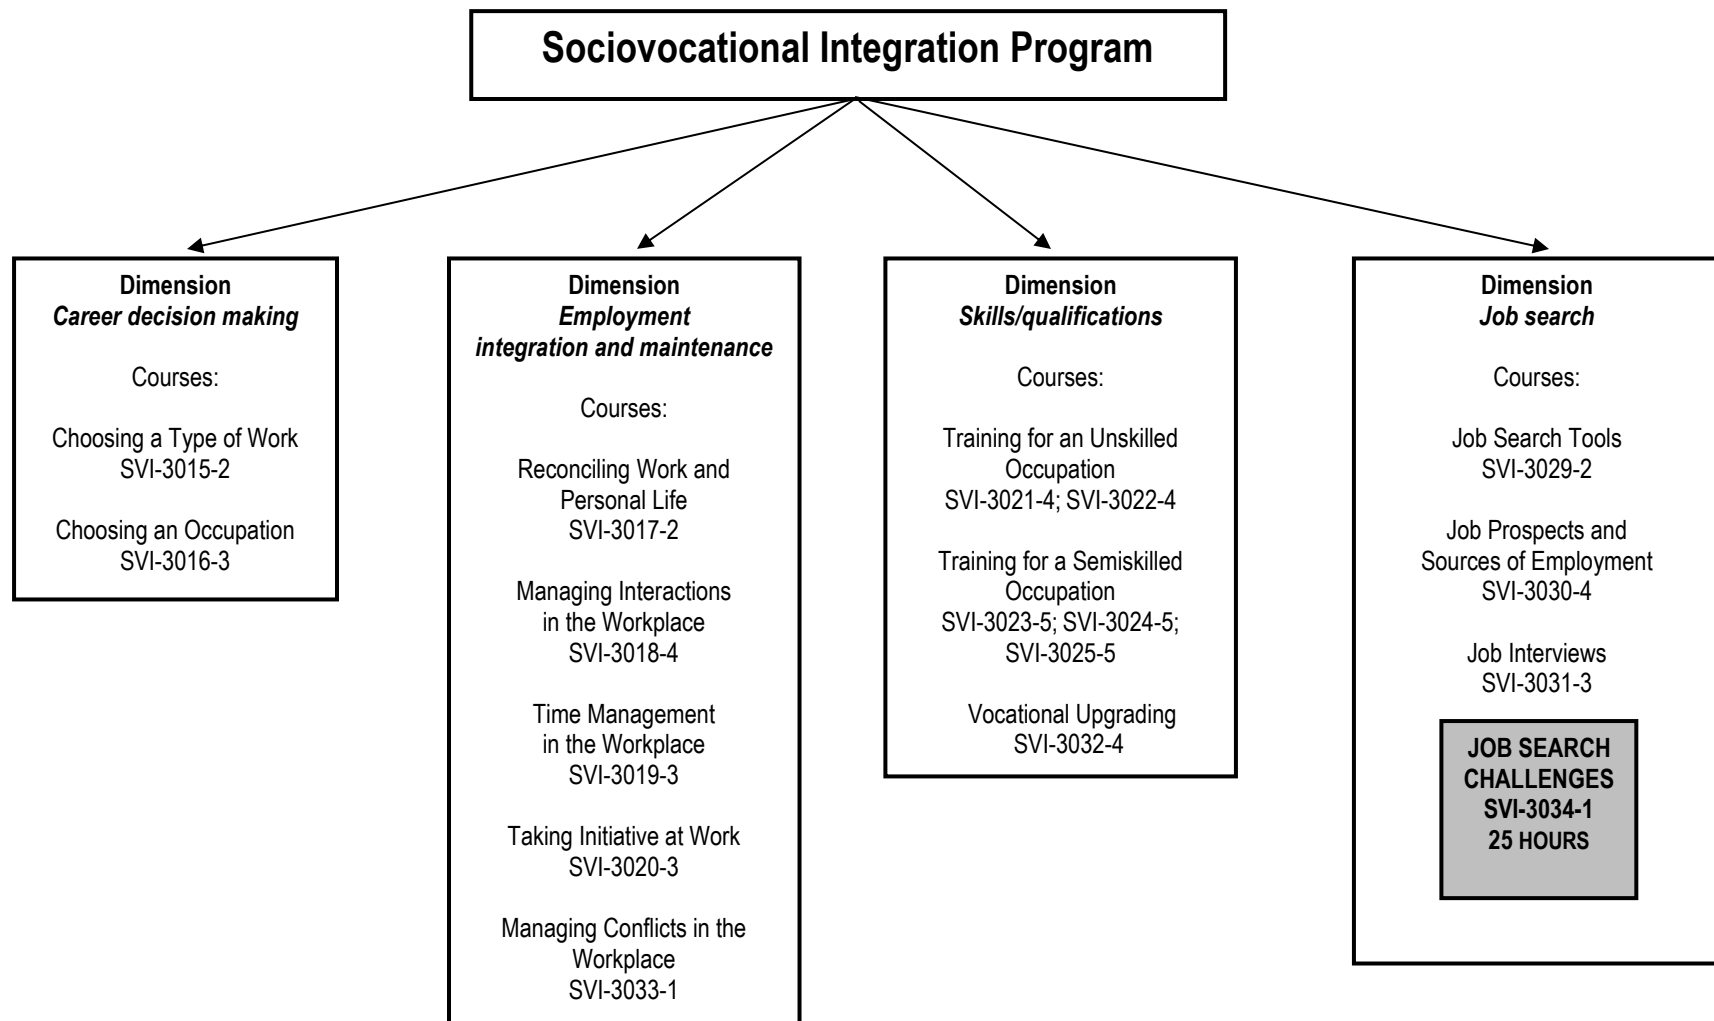 Sociovocational Integration Program
Dimension
Career decision making
Courses:
Choosing a Type of Work
SVI-3015-2
Choosing an Occupation
SVI-3016-3
Dimension
Employment
integration and maintenance
Courses:
Reconciling Work and
Personal Life
SVI-3017-2
Managing Interactions
in the Workplace
SVI-3018-4
Time Management
in the Workplace
SVI-3019-3
Taking Initiative at Work
SVI-3020-3
Managing Conflicts in the
Workplace
SVI-3033-1
Dimension
Skills/qualifications
Courses:
Training for an Unskilled
Occupation
SVI-3021-4; SVI-3022-4
Training for a Semiskilled
Occupation
SVI-3023-5; SVI-3024-5;
SVI-3025-5
Vocational Upgrading
SVI-3032-4
Dimension
Job search
Courses:
Job Search Tools
SVI-3029-2
Job Prospects and
Sources of Employment
SVI-3030-4
Job Interviews
SVI-3031-3
JOB SEARCH
CHALLENGES
SVI-3034-1
25 HOURS